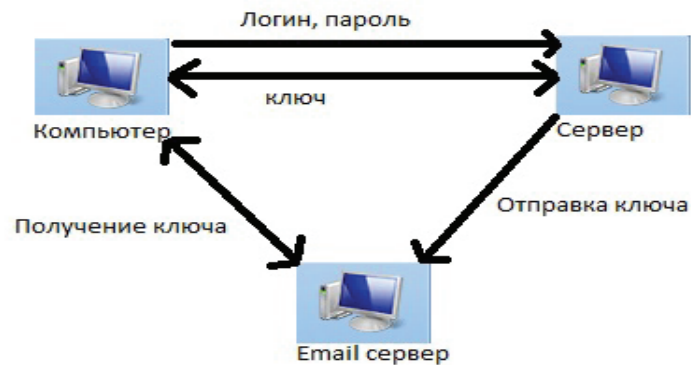 Логин, пароль
ключ
Компьютер
Сервер
Получение ключа
Отправка ключа
Email сервер